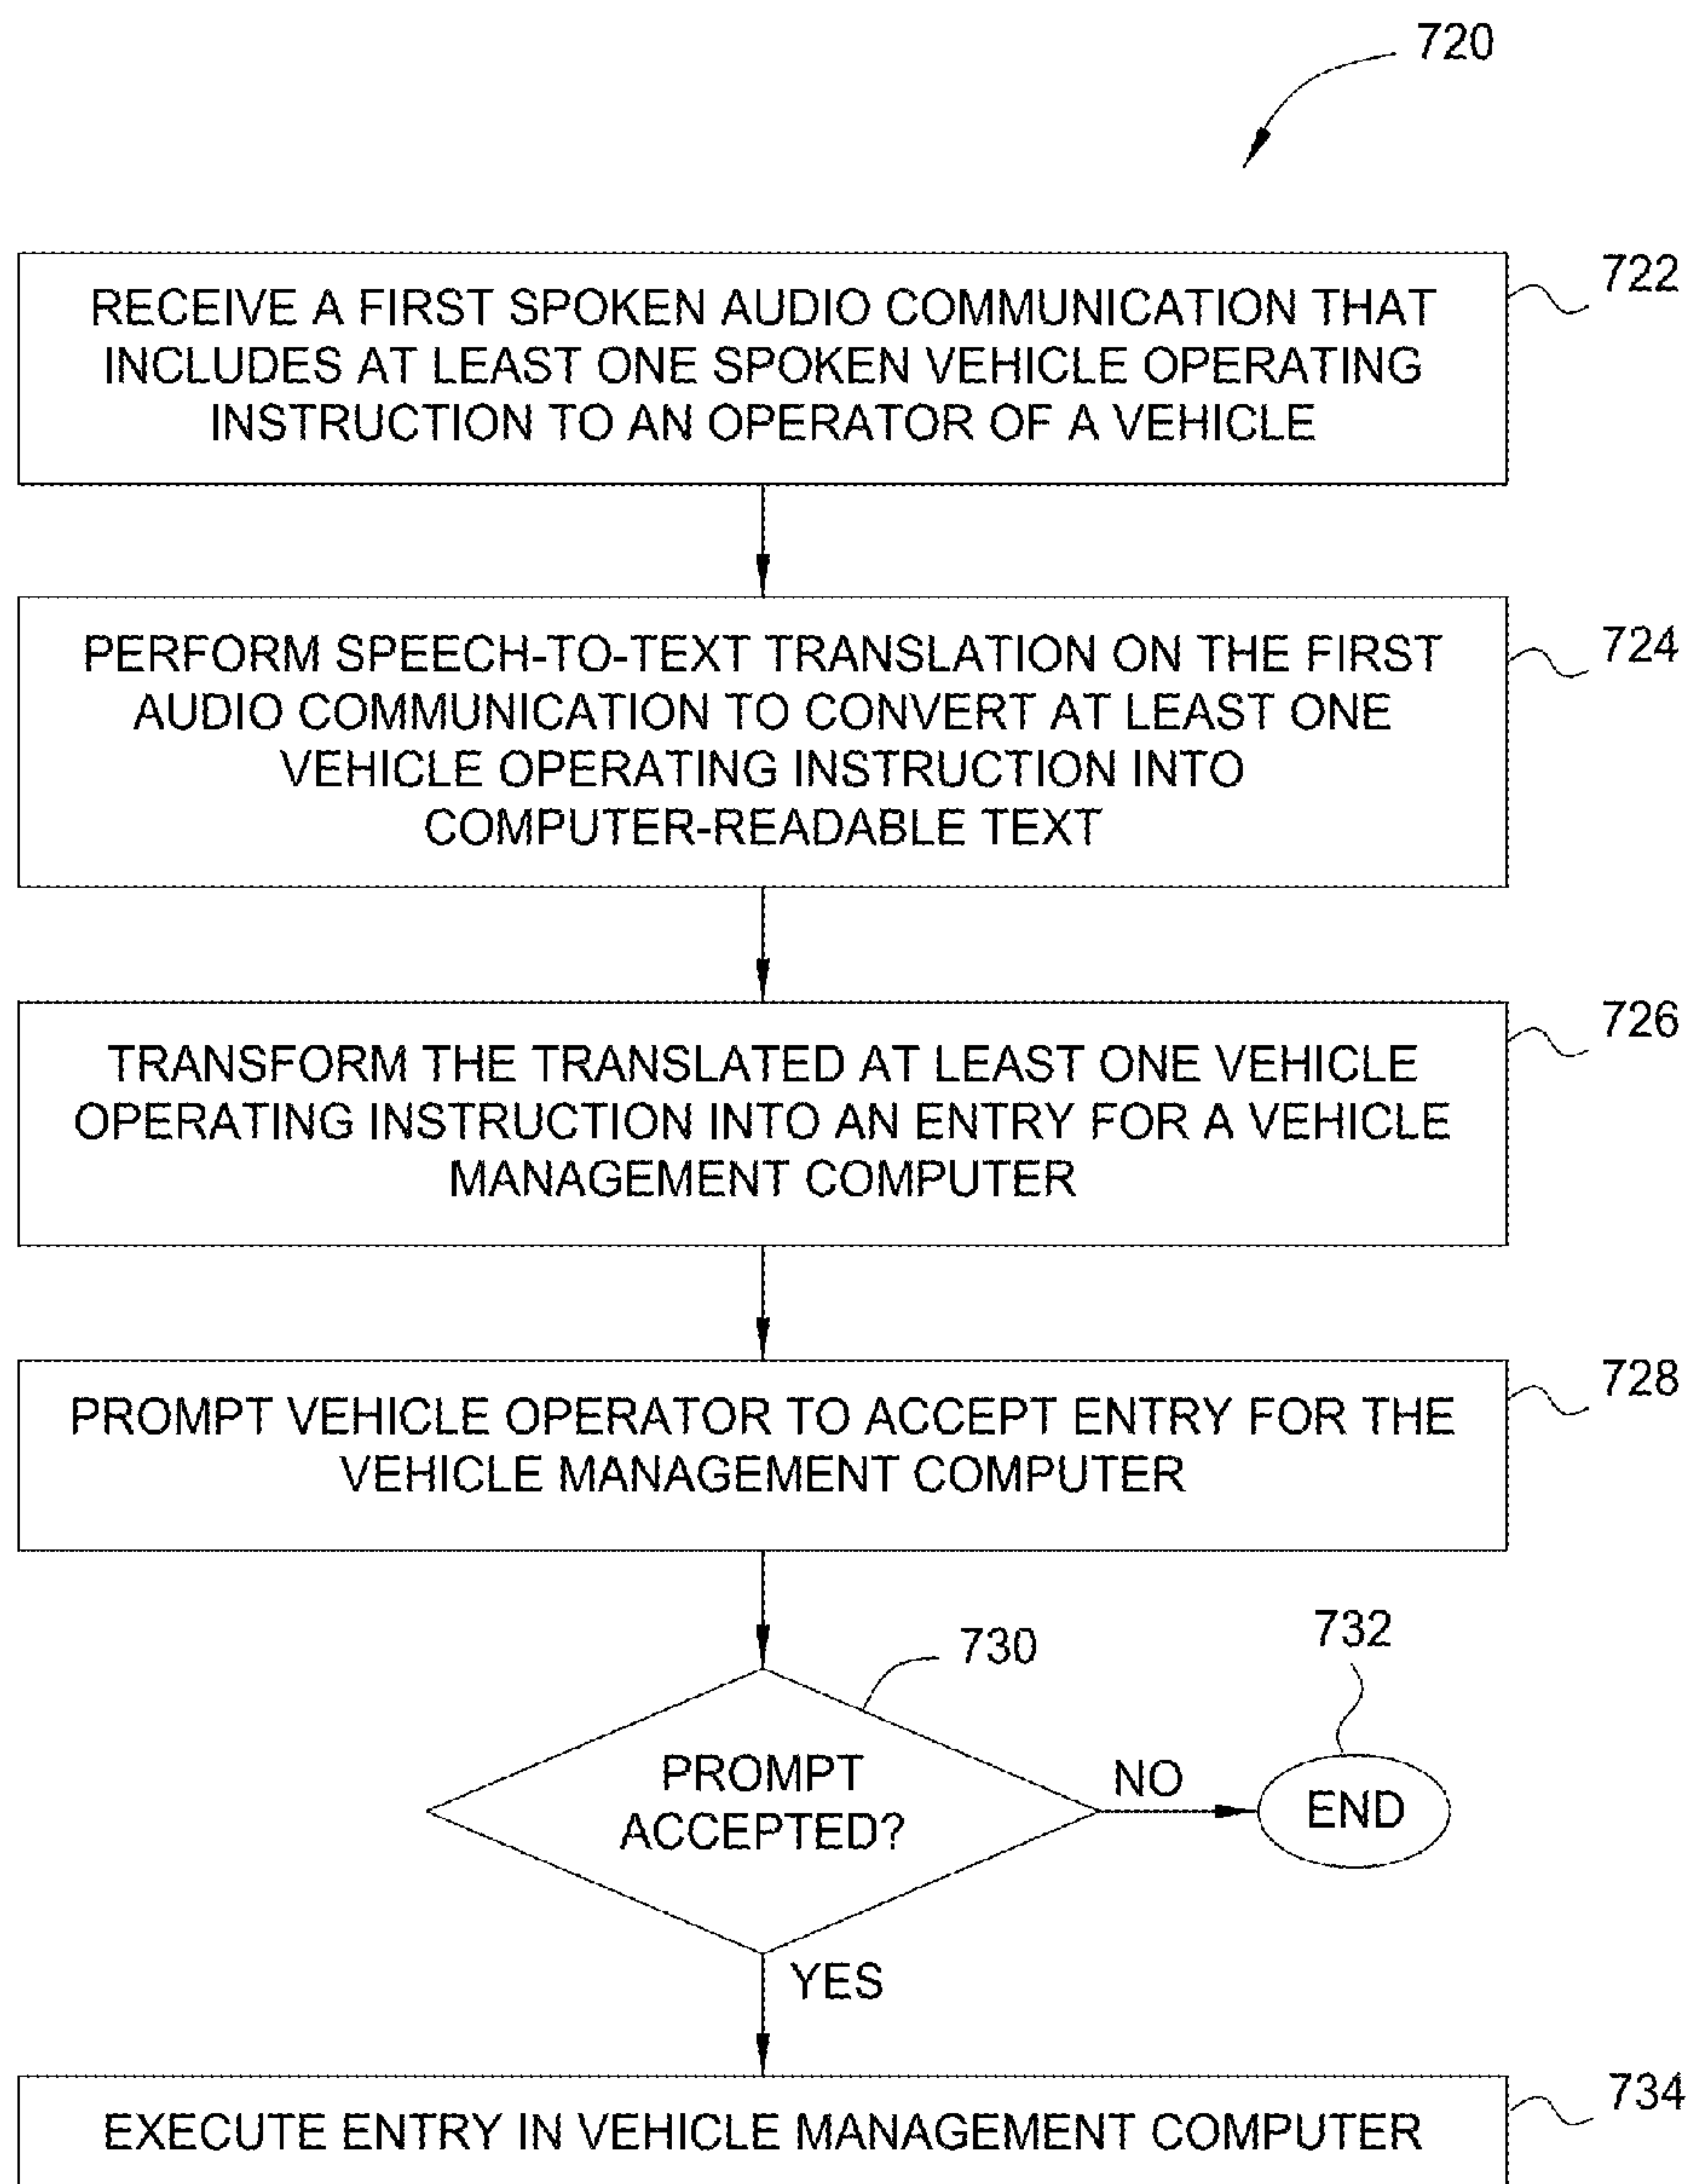 720
722
RECEIVE A FIRST SPOKEN AUDIO COMMUNICATION THAT
INCLUDES AT LEAST ONE SPOKEN VEHICLE OPERATING
INSTRUCTION TO AN OPERATOR OF A VEHICLE
724
PERFORM SPEECH-TO-TEXT TRANSLATION ON THE FIRST
AUDIO COMMUNICATION TO CONVERT AT LEAST ONE
VEHICLE OPERATING INSTRUCTION INTO
COMPUTER-READABLE TEXT
726
TRANSFORM THE TRANSLATED AT LEAST ONE VEHICLE
OPERATING INSTRUCTION INTO AN ENTRY FOR A VEHICLE
MANAGEMENT COMPUTER
728
PROMPT VEHICLE OPERATOR TO ACCEPT ENTRY FOR THE
VEHICLE MANAGEMENT COMPUTER
730
732
PROMPT
ACCEPTED?
NO
END
YES
734
EXECUTE ENTRY IN VEHICLE MANAGEMENT COMPUTER